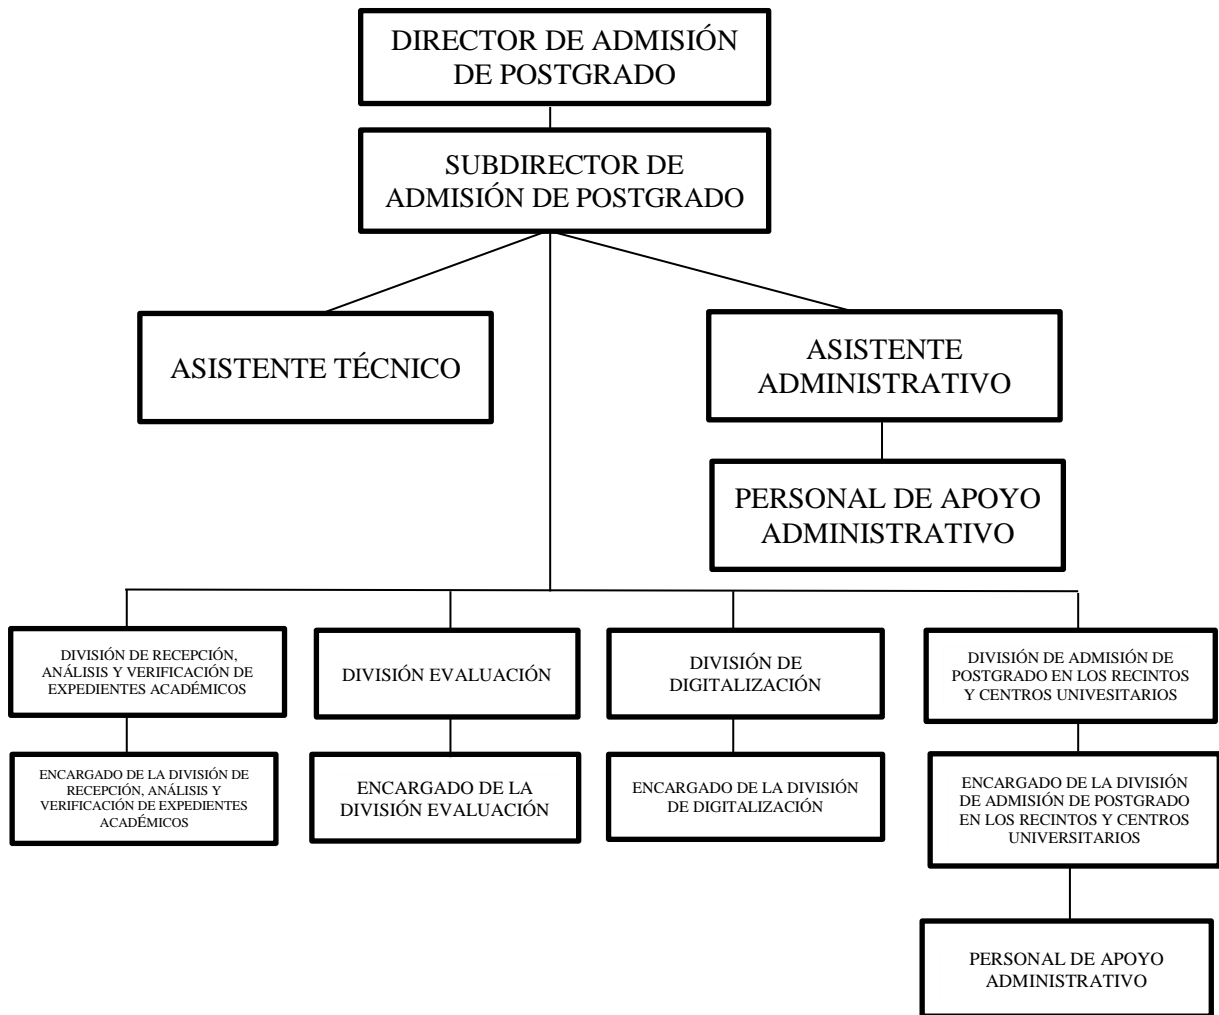 DIRECTOR DE ADMISIÓN
DE POSTGRADO
SUBDIRECTOR DE
ADMISIÓN DE POSTGRADO
ASISTENTE TÉCNICO
ASISTENTE
ADMINISTRATIVO
PERSONAL DE APOYO
ADMINISTRATIVO
DIVISIÓN DE RECEPCIÓN,
ANÁLISIS Y VERIFICACIÓN DE
EXPEDIENTES ACADÉMICOS
DIVISIÓN EVALUACIÓN
DIVISIÓN DE
DIGITALIZACIÓN
DIVISIÓN DE ADMISIÓN DE
POSTGRADO EN LOS RECINTOS
Y CENTROS UNIVESITARIOS
ENCARGADO DE LA DIVISIÓN DE
RECEPCIÓN, ANÁLISIS Y
VERIFICACIÓN DE EXPEDIENTES
ACADÉMICOS
ENCARGADO DE LA
DIVISIÓN EVALUACIÓN
ENCARGADO DE LA DIVISIÓN
DE DIGITALIZACIÓN
ENCARGADO DE LA DIVISIÓN
DE ADMISIÓN DE POSTGRADO
EN LOS RECINTOS Y CENTROS
UNIVERSITARIOS
PERSONAL DE APOYO
ADMINISTRATIVO